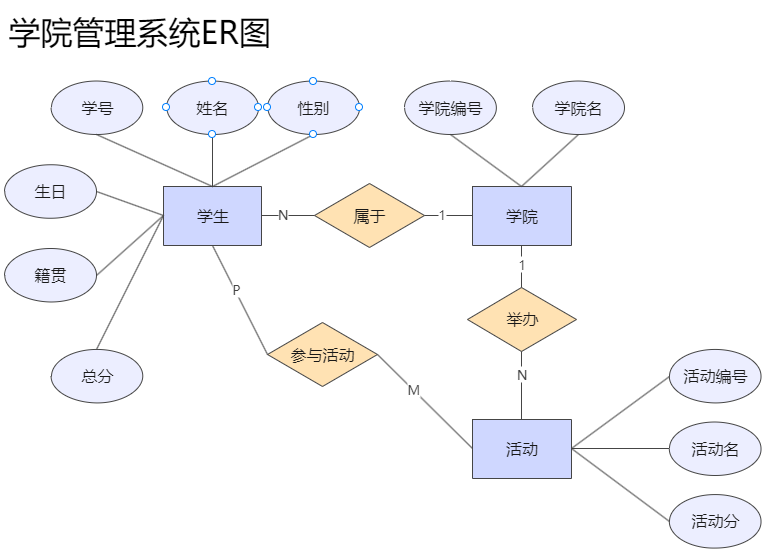 学院管理系统ER图
学号
姓名
性别
学院编号
学院名
生日
学生
N
属于
1
学院
籍贯
1
P
举办
参与活动
总分
N
M
活动编号
活动
活动名
活动分